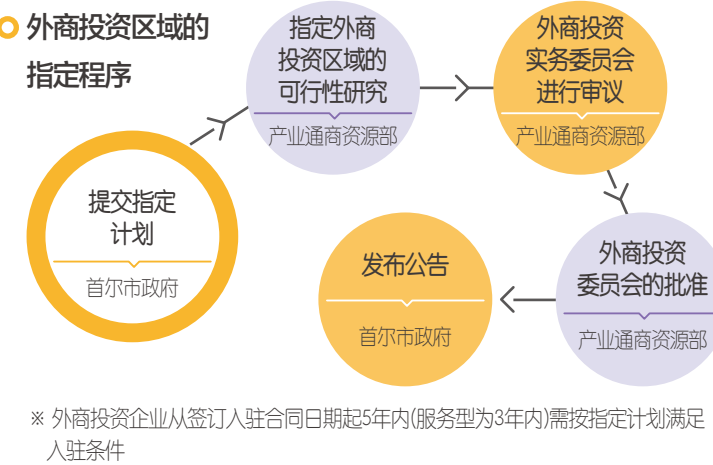 外商投资区域的
指定程序
提交指定
计划
首尔市政府
指定外商
投资区域的
可行性研究
产业通商资源部
外商投资
实务委员会
进行审议
产业通商资源部
外商投资
委员会的批准
产业通商资源部
发布公告
首尔市政府
※ 外商投资企业从签订入驻合同日期起5年内(服务型为3年内)需按指定计划满足
入驻条件